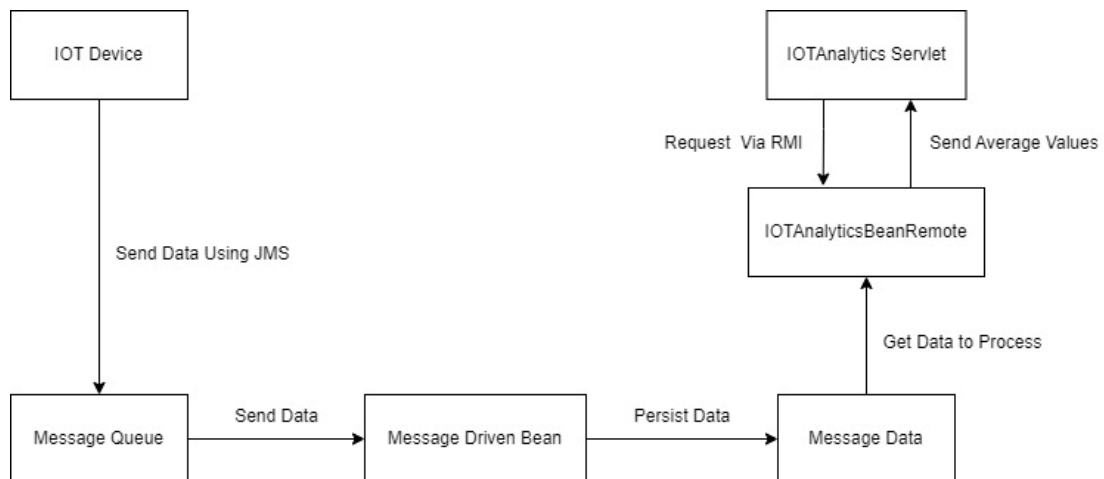 IOT Device
IOTAnalytics Servlet
Request Via RMI
Send Average Values
IOTAnalyticsBeanRemote
Send Data Using JMS
Get Data to Process
Message Queue
Send Data
Message Driven Bean
Persist Data
Message Data